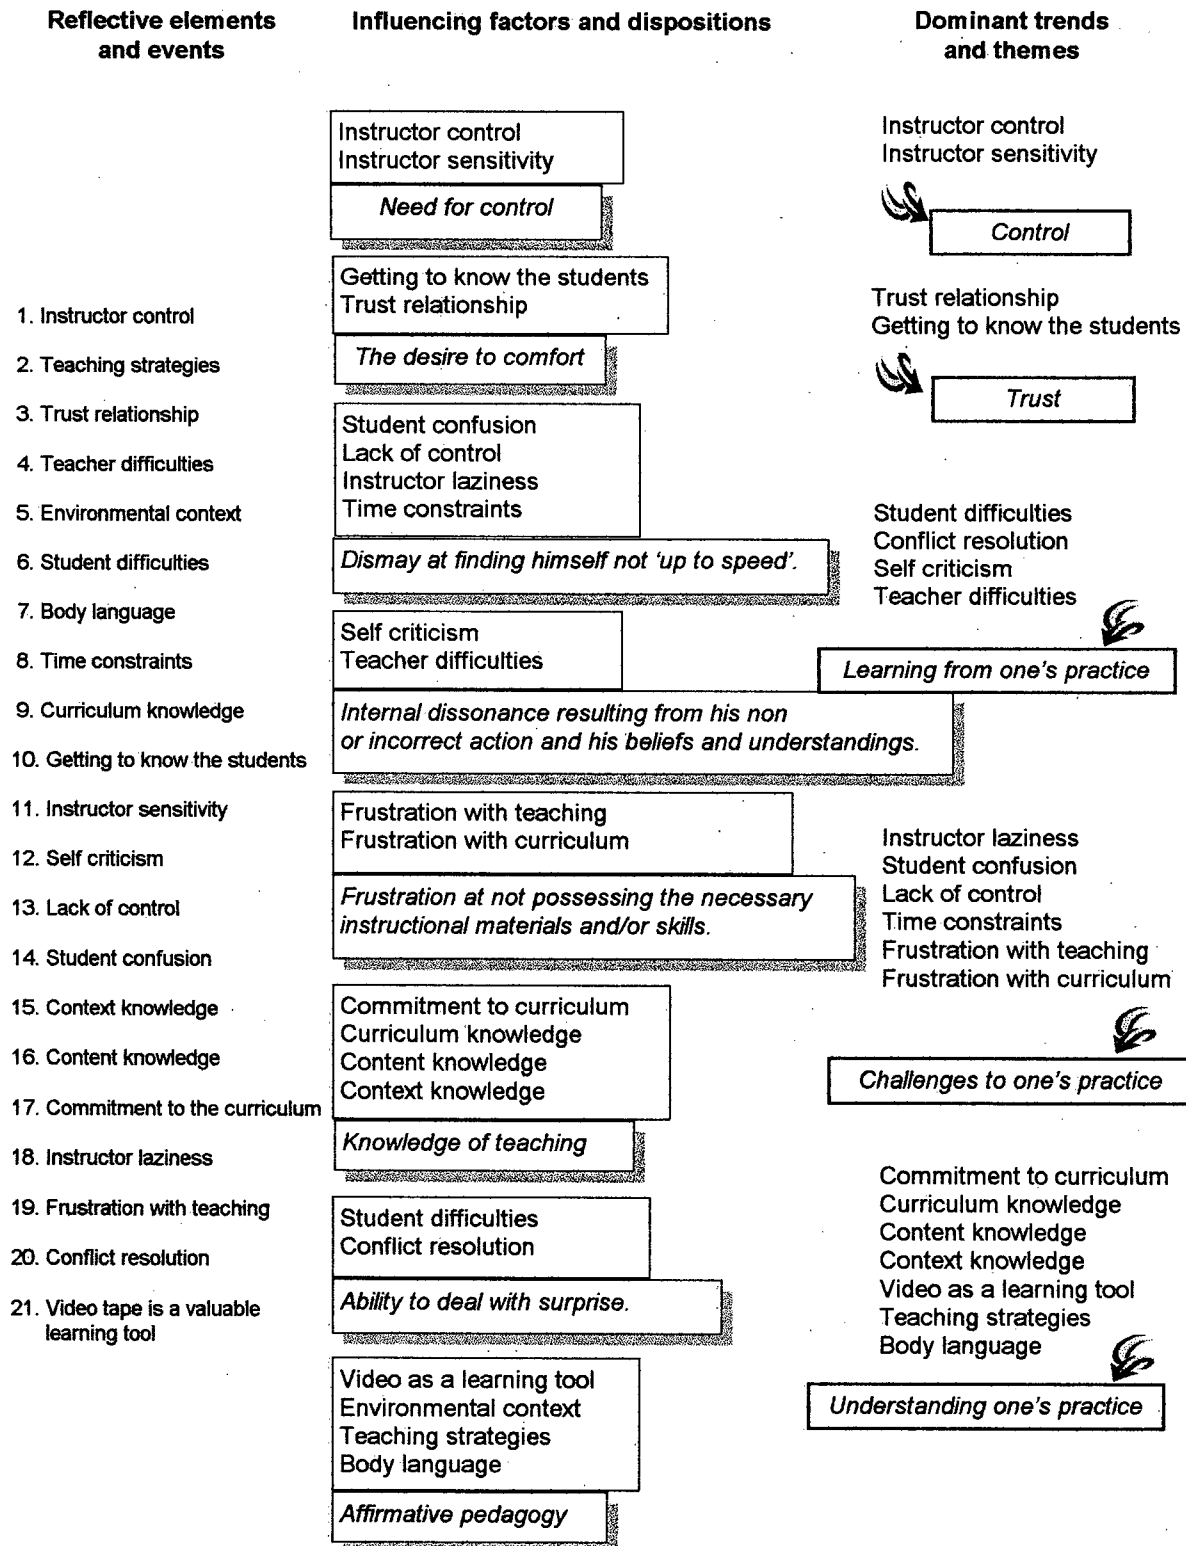 Reflective elements
and events
1. Instructor control
2. Teaching strategies
3. Trust relationship
4. Teacher difficulties
5. Environmental context
6. Student difficulties
7. Body language
8. Time constraints
9. Curriculum knowledge
10. Getting to know the students
11. Instructor sensitivity
12. Self criticism
13. Lack of control
14. Student confusion
15. Context knowledge
16. Content knowledge
17. Commitment to the curriculum
18. Instructor laziness
19. Frustration with teaching
20. Conflict resolution
21. Video tape is a valuable
learning tool
Influencing factors and dispositions
Instructor control
Instructor sensitivity
Need for control
Getting to know the students
Trust relationship
The desire to comfort
Student confusion
Lack of control
Instructor laziness
Time constraints
Dismay at finding himself not ‘up to speed’.
Self criticism
Teacher difficulties
Internal dissonance resulting from his non
or incorrect action and his beliefs and understandings.
Frustration with teaching
Frustration with curriculum
Frustration at not possessing the necessary
instructional materials and/or skills.
Commitment to curriculum
Curriculum knowledge
Content knowledge
Context knowledge
Knowledge of teaching
Student difficulties
Conflict resolution
Ability to deal with surprise.
Video as a learning tool
Environmental context
Teaching strategies
Body language
Affirmative pedagogy
Dominant trends
and themes
Instructor control
Instructor sensitivity
Control
Trust relationship
Getting to know the students
Trust
Student difficulties
Conflict resolution
Self criticism
Teacher difficulties
Learning from one's practice
Instructor laziness
Student confusion
Lack of control
Time constraints
Frustration with teaching
Frustration with curriculum
Challenges to one's practice
Commitment to curriculum
Curriculum knowledge
Content knowledge
Context knowledge
Video as a learning tool
Teaching strategies
Body language
Understanding one's practice